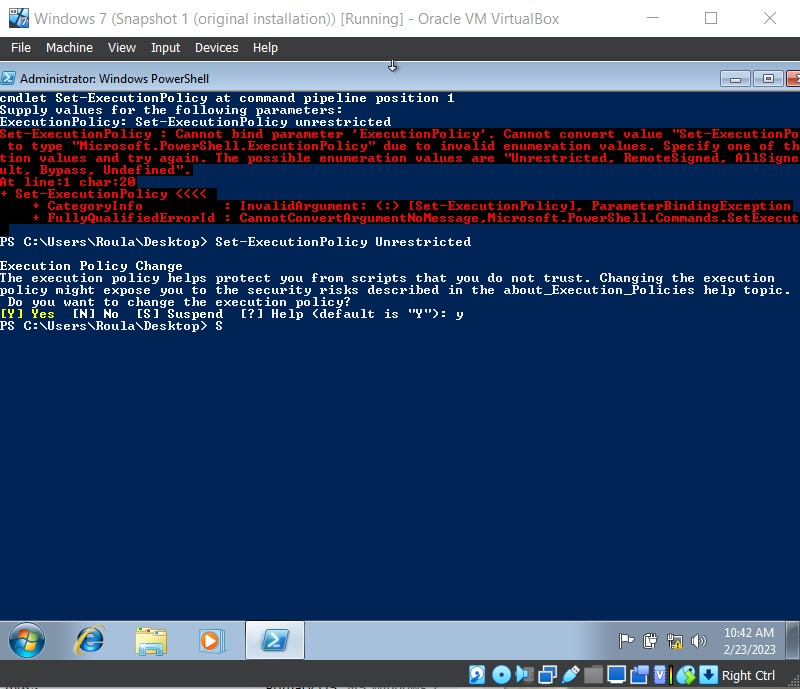 Windows 7 (Snapshot 1 (original installation)) [Running] - Oracle VM VirtualBox
File Machine View Input Devices Help
Administrator: Windows PowerShell
cmdlet Set-ExecutionPolicy at command pipeline position 1
Supply values for the following parameters:
ExecutionPolicy: Set-ExecutionPolicy unrestricted
Set-ExecutionPolicy : Cannot bind parameter 'ExecutionPolicy'. Cannot convert value "Set-ExecutionPo
 to type "Microsoft.PowerShell.ExecutionPolicy" due to invalid enumeration values. Specify one of th
tion values and try again. The possible enumeration values are "Unrestricted, RemoteSigned, AllSigne
ult, Bypass, Undefined".
At line:1 char:20
+ Set-ExecutionPolicy <<<<
    + CategoryInfo          : InvalidArgument: (:) [Set-ExecutionPolicy], ParameterBindingException
    + FullyQualifiedErrorId : CannotConvertArgumentNoMessage,Microsoft.PowerShell.Commands.SetExecut
PS C:\Users\Roula\Desktop> Set-ExecutionPolicy Unrestricted
Execution Policy Change
The execution policy helps protect you from scripts that you do not trust. Changing the execution
policy might expose you to the security risks described in the about_Execution_Policies help topic.
 Do you want to change the execution policy?
[Y] Yes  [N] No  [S] Suspend  [?] Help (default is "Y"): y
PS C:\Users\Roula\Desktop> S
10:42 AM
2/23/2023
Right Ctrl